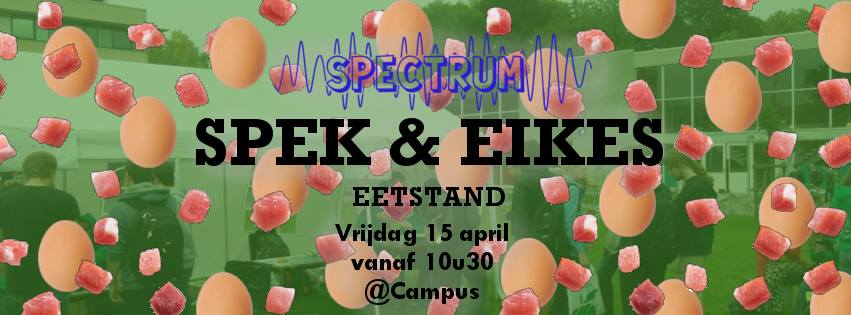 SPECTRUM
SPEK & EIKES
EETSTAND
Vrijdag 15 april
vanaf 10u30
@Campus